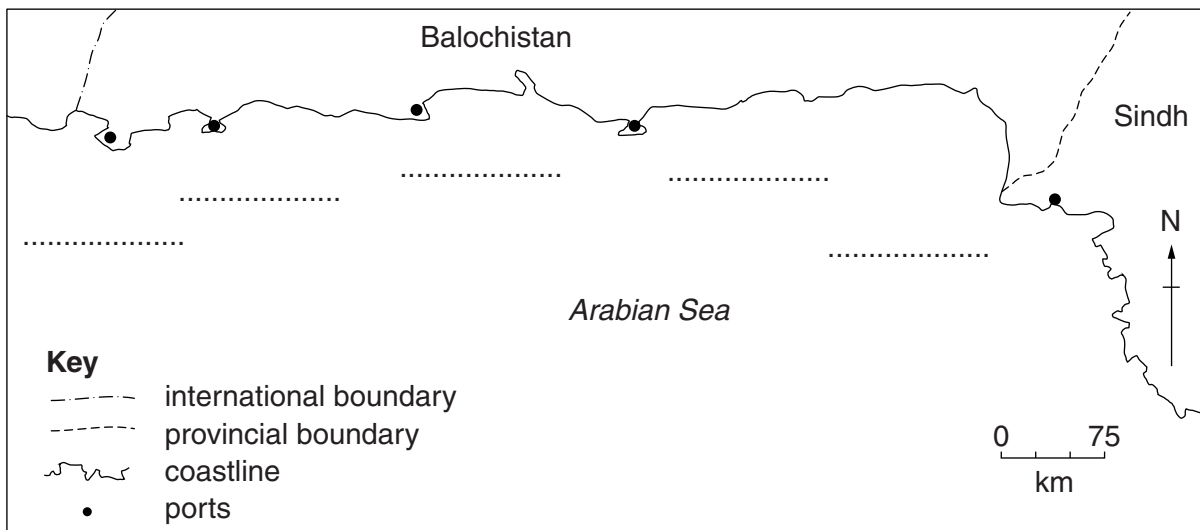 Balochistan
Sindh
....................
....................
....................
....................
....................
N
Arabian Sea
Key
international boundary
provincial boundary
coastline
ports
0 75
km